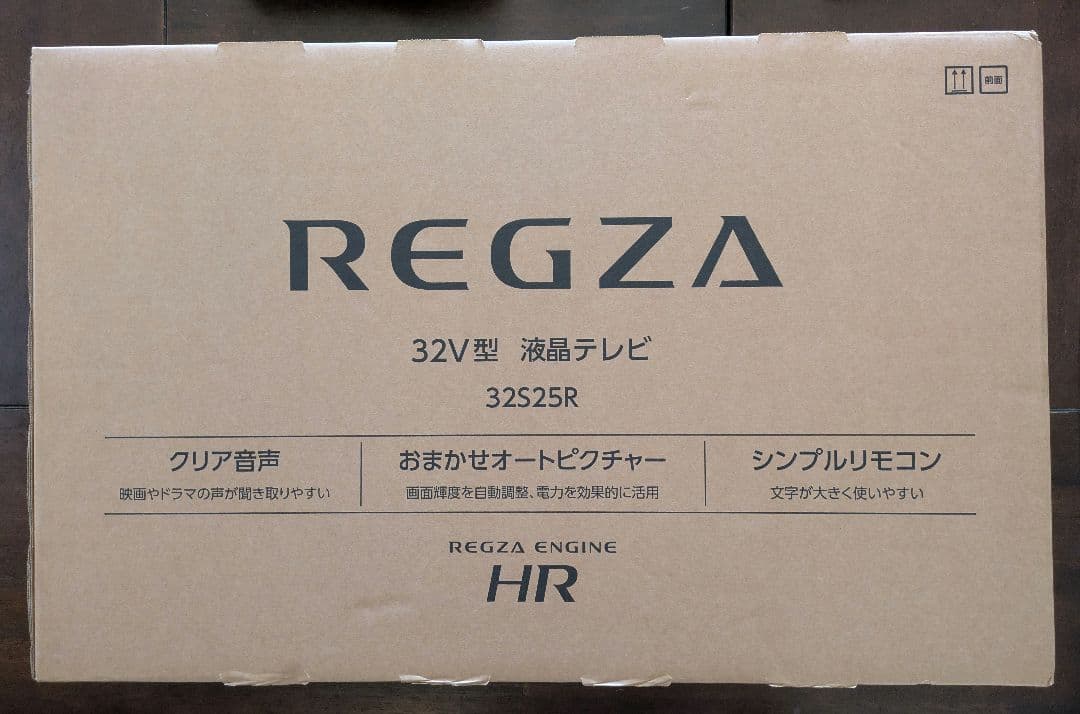 前面
REGZA
32V型 液晶テレビ
32S25R
クリア音声
映画やドラマの声が聞き取りやすい
おまかせオートピクチャー
画面輝度を自動調整、電力を効果的に活用
シンプルリモコン
文字が大きく使いやすい
REGZA ENGINE
HR